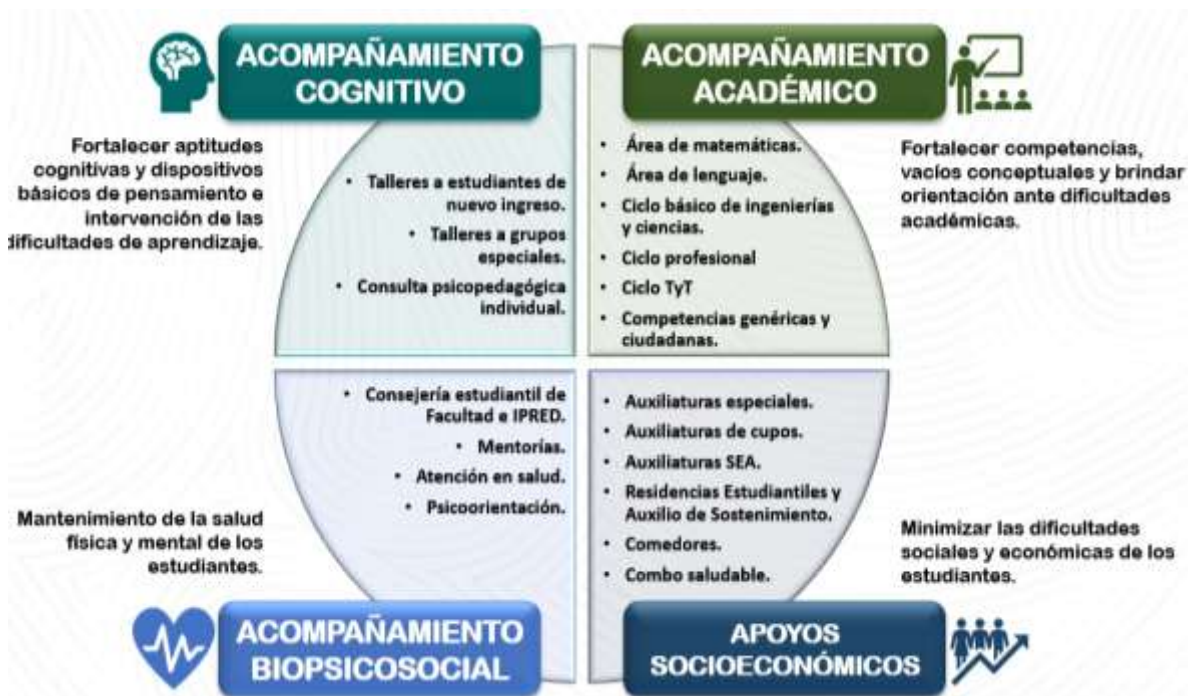 ACOMPAÑAMIENTO
COGNITIVO
Fortalecer aptitudes
cognitivas y dispositivos
básicos de pensamiento e
intervención de las
dificultades de aprendizaje.
• Talleres a estudiantes de
nuevo ingreso.
• Talleres a grupos
especiales.
• Consulta psicopedagógica
individual.
ACOMPAÑAMIENTO
ACADÉMICO
• Área de matemáticas.
• Área de lenguaje.
• Ciclo básico de ingenierías
y ciencias.
• Ciclo profesional
• Ciclo TyT
• Competencias genéricas y
ciudadanas.
Fortalecer competencias,
vacíos conceptuales y brindar
orientación ante dificultades
académicas.
• Consejería estudiantil de
Facultad e IPRED.
• Mentorías.
• Atención en salud.
• Psicoorientación.
Mantenimiento de la salud
física y mental de los
estudiantes.
ACOMPAÑAMIENTO
BIOPSICOSOCIAL
• Auxiliaturas especiales.
• Auxiliaturas de cupos.
• Auxiliaturas SEA.
• Residencias Estudiantiles y
Auxilio de Sostenimiento.
• Comedores.
• Combo saludable.
Minimizar las dificultades
sociales y económicas de los
estudiantes.
APOYOS
SOCIOECONÓMICOS